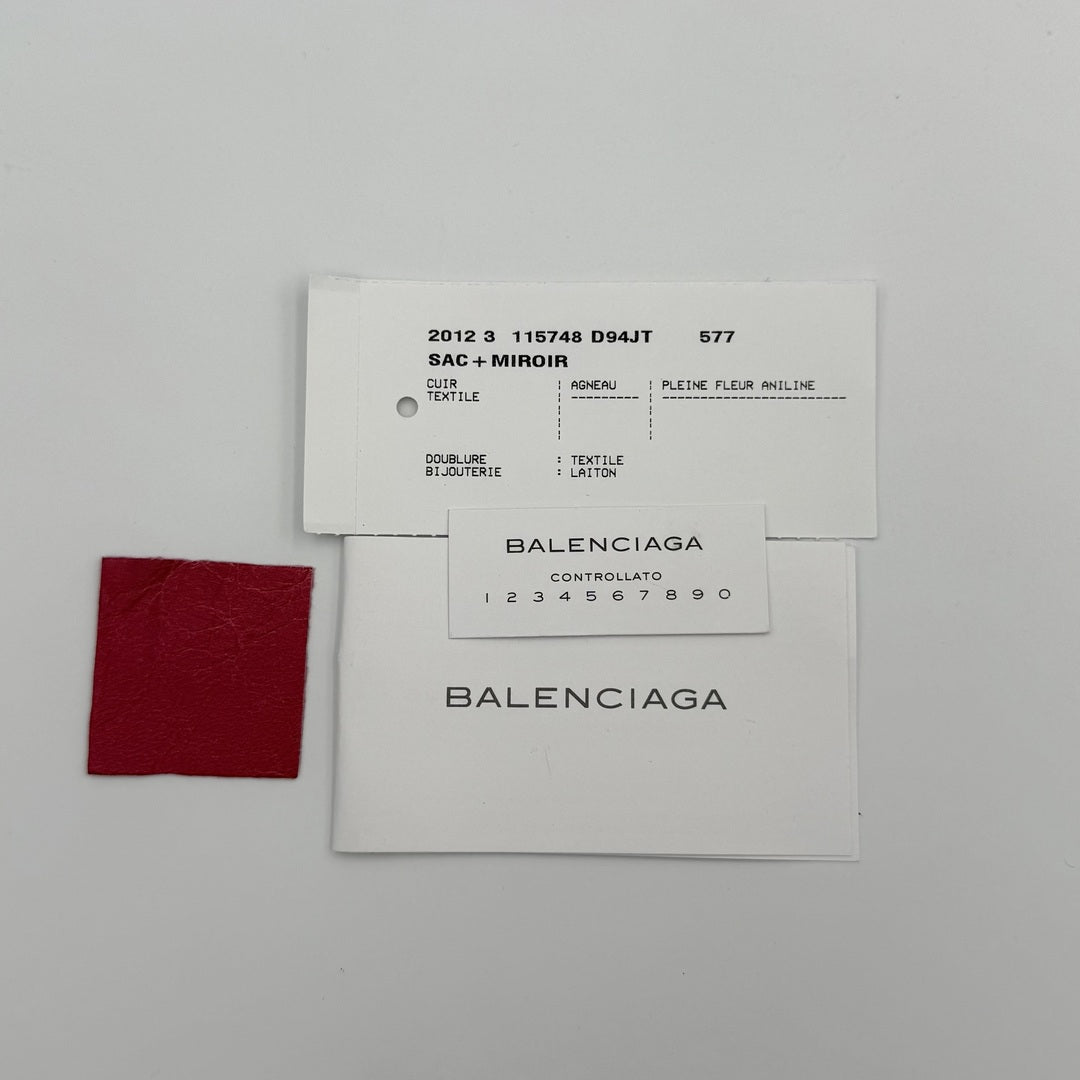 2012 3 115748 D94JT 577
SAC+MIROIR
CUIR ¦ AGNEAU ¦ PLEINE FLEUR ANILINE
TEXTILE ¦ --------- ¦ ------------------------
DOUBLURE : TEXTILE
BIJOUTERIE : LAITON
BALENCIAGA
CONTROLLATO
1 2 3 4 5 6 7 8 9 0
BALENCIAGA